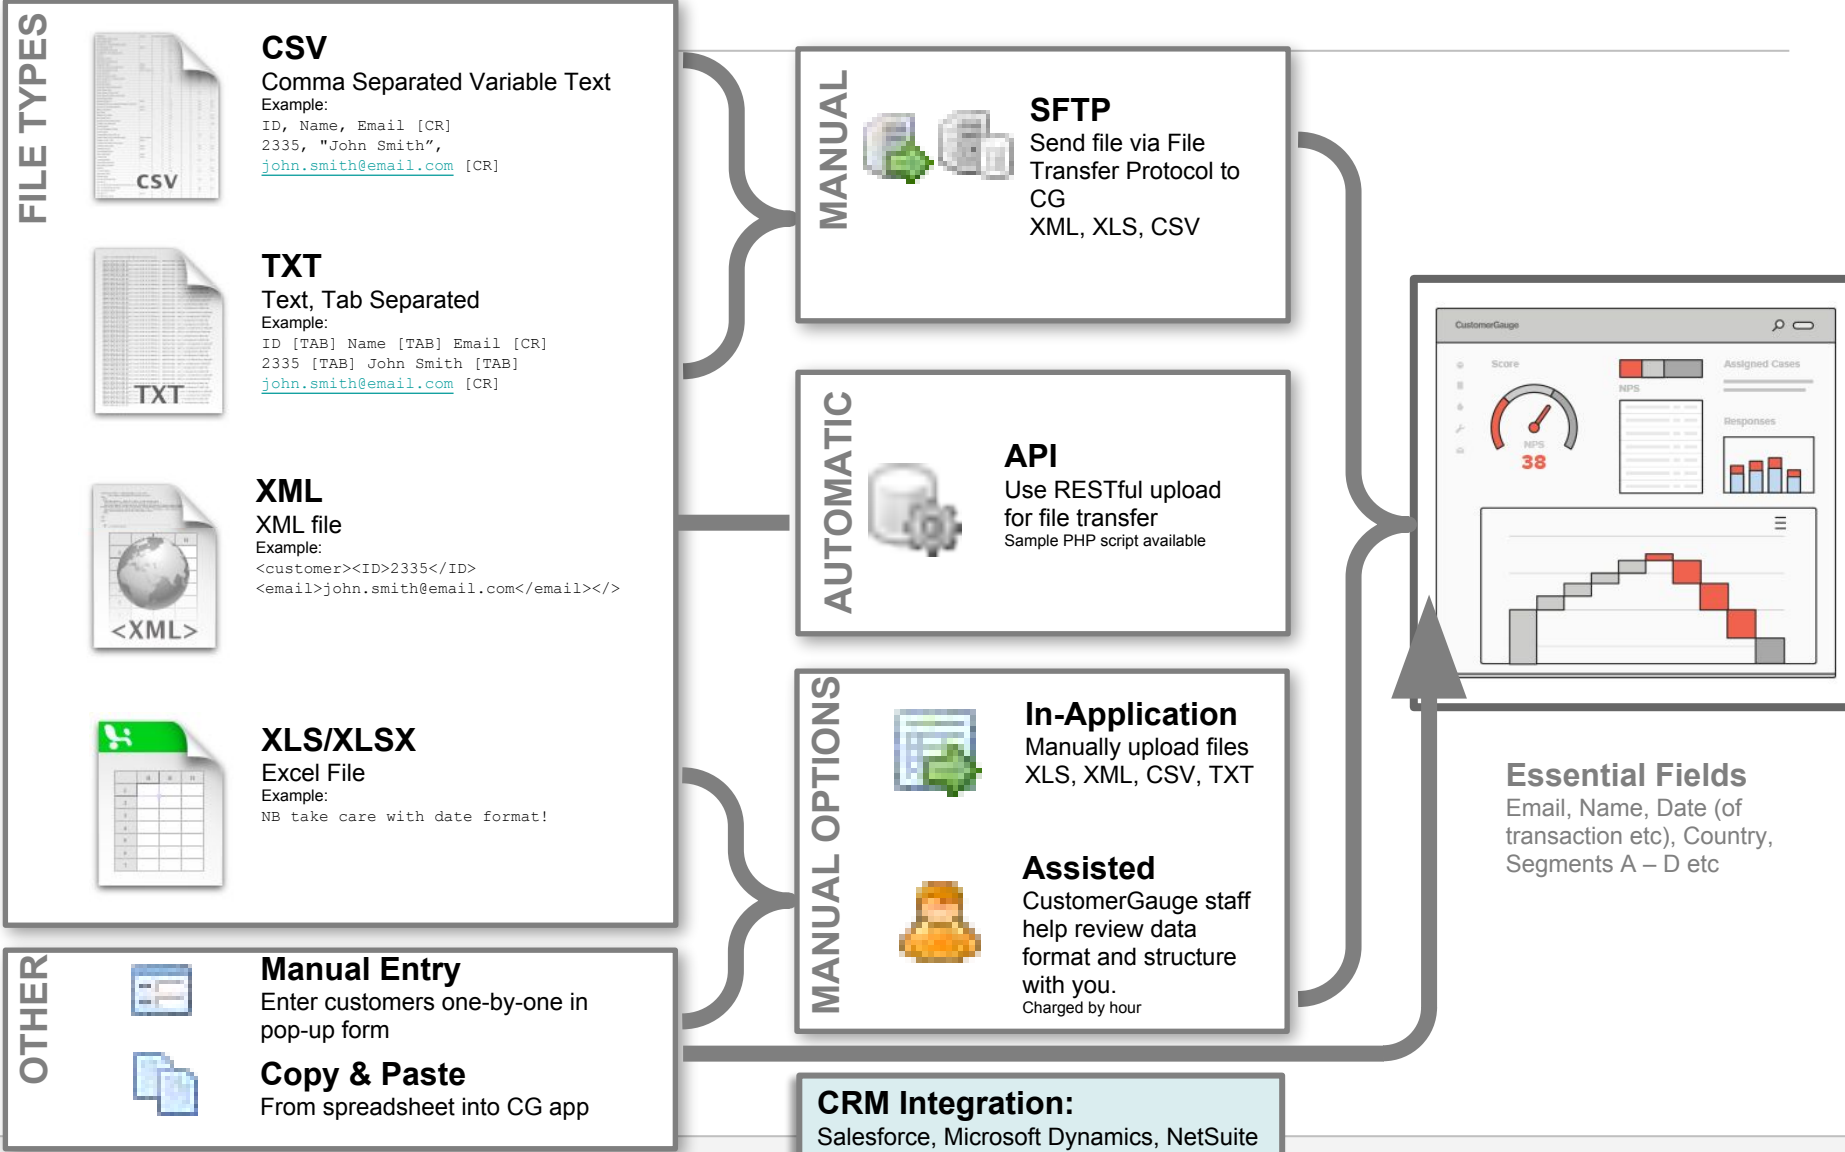 FILE TYPES
CSV
CSV
Comma Separated Variable Text
Example:
ID, Name, Email [CR]
2335, "John Smith”,
john.smith@email.com [CR]
TXT
TXT
Text, Tab Separated
Example:
ID [TAB] Name [TAB] Email [CR]
2335 [TAB] John Smith [TAB]
john.smith@email.com [CR]
<XML>
XML
XML file
Example:
<customer><ID>2335</ID>
<email>john.smith@email.com</email></>
XLS/XLSX
Excel File
Example:
NB take care with date format!
OTHER
Manual Entry
Enter customers one-by-one in
pop-up form
Copy & Paste
From spreadsheet into CG app
MANUAL
SFTP
Send file via File
Transfer Protocol to
CG
XML, XLS, CSV
AUTOMATIC
API
Use RESTful upload
for file transfer
Sample PHP script available
MANUAL OPTIONS
In-Application
Manually upload files
XLS, XML, CSV, TXT
Assisted
CustomerGauge staff
help review data
format and structure
with you.
Charged by hour
CRM Integration:
Salesforce, Microsoft Dynamics, NetSuite
CustomerGauge
Score
NPS
38
NPS
Assigned Cases
Responses
Essential Fields
Email, Name, Date (of
transaction etc), Country,
Segments A – D etc